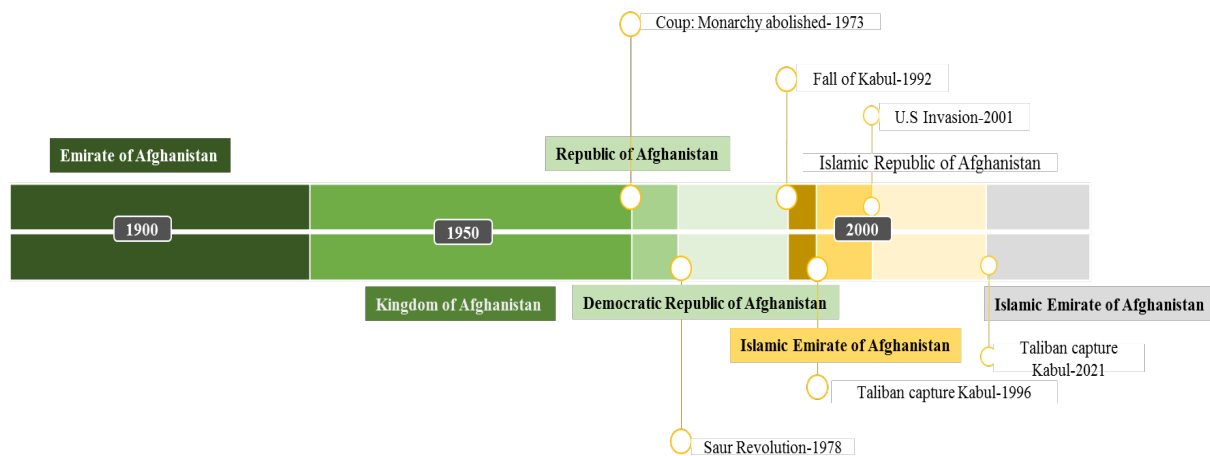 Coup: Monarchy abolished- 1973
Fall of Kabul-1992
U.S Invasion-2001
Emirate of Afghanistan
Republic of Afghanistan
Islamic Republic of Afghanistan
1900
1950
2000
Kingdom of Afghanistan
Democratic Republic of Afghanistan
Islamic Emirate of Afghanistan
Islamic Emirate of Afghanistan
Taliban capture
Kabul-2021
Taliban capture Kabul-1996
Saur Revolution-1978